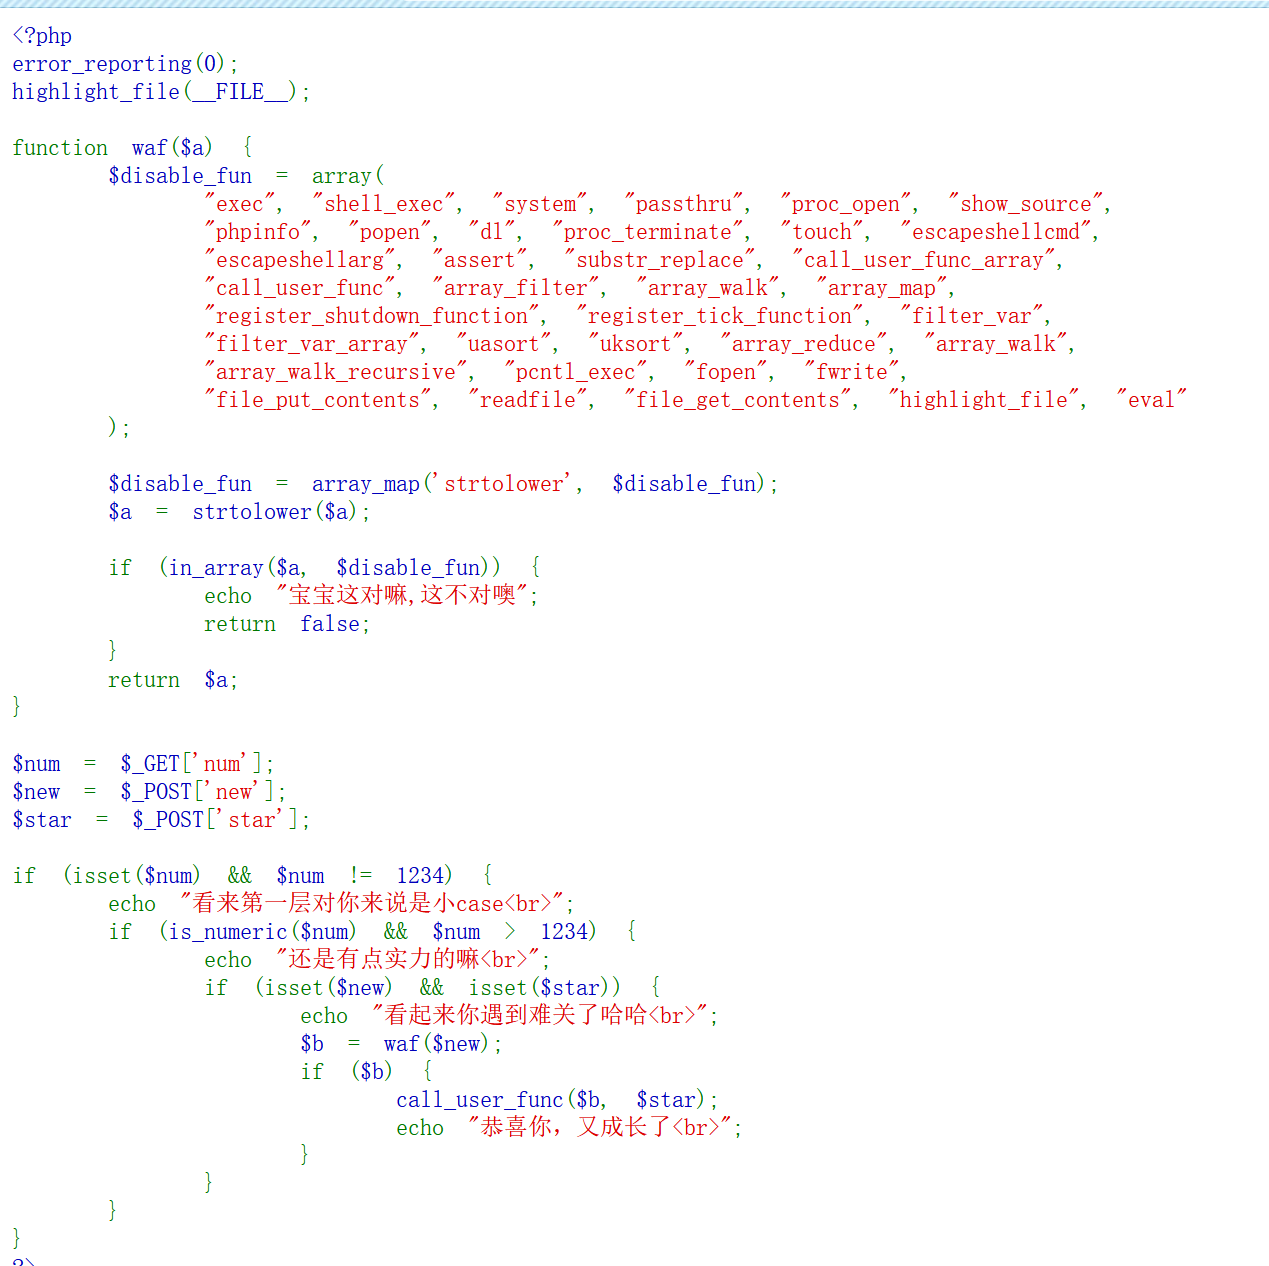 <?php
error_reporting(0);
highlight_file(__FILE__);
function waf($a) {
$disable_fun = array(
"exec", "shell_exec", "system", "passthru", "proc_open", "show_source",
"phpinfo", "popen", "dl", "proc_terminate", "touch", "escapeshellcmd",
"escapeshellarg", "assert", "substr_replace", "call_user_func_array",
"call_user_func", "array_filter", "array_walk", "array_map",
"register_shutdown_function", "register_tick_function", "filter_var",
"filter_var_array", "uasort", "uksort", "array_reduce", "array_walk",
"array_walk_recursive", "pcntl_exec", "fopen", "fwrite",
"file_put_contents", "readfile", "file_get_contents", "highlight_file", "eval"
);
$disable_fun = array_map('strtolower', $disable_fun);
$a = strtolower($a);
if (in_array($a, $disable_fun)) {
echo "宝宝这对嘛,这不对噢";
return false;
}
return $a;
}
$num = $_GET['num'];
$new = $_POST['new'];
$star = $_POST['star'];
if (isset($num) && $num != 1234) {
echo "看来第一层对你来说是小case<br>";
if (is_numeric($num) && $num > 1234) {
echo "还是有点实力的嘛<br>";
if (isset($new) && isset($star)) {
echo "看起来你遇到难关了哈哈<br>";
$b = waf($new);
if ($b) {
call_user_func($b, $star);
echo "恭喜你，又成长了<br>";
}
}
}
}
?>